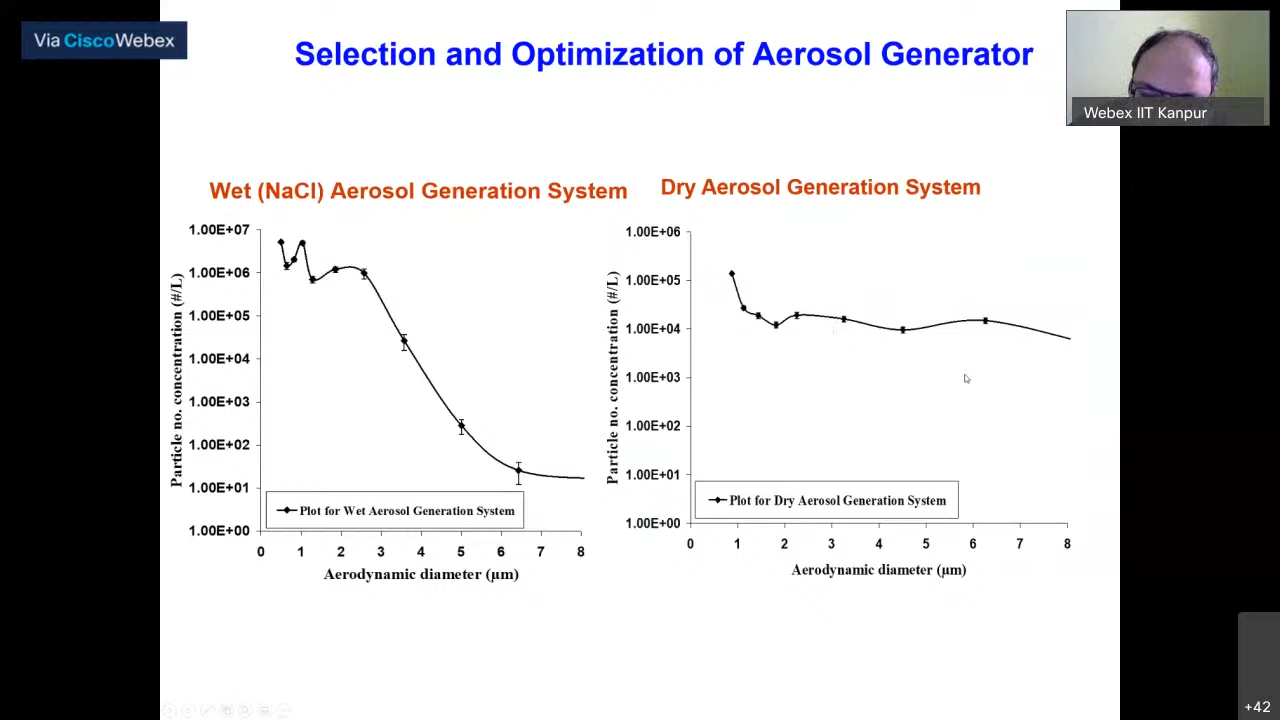 Via CiscoWebex
Selection and Optimization of Aerosol Generator
Webex IIT Kanpur
Wet (NaCl) Aerosol Generation System
Particle no. concentration (#/L)
1.00E+07
1.00E+06
1.00E+05
1.00E+04
1.00E+03
1.00E+02
1.00E+01
1.00E+00
Plot for Wet Aerosol Generation System
0 1 2 3 4 5 6 7 8
Aerodynamic diameter (µm)
Dry Aerosol Generation System
Particle no. concentration (#/L)
1.00E+06
1.00E+05
1.00E+04
1.00E+03
1.00E+02
1.00E+01
1.00E+00
Plot for Dry Aerosol Generation System
0 1 2 3 4 5 6 7 8
Aerodynamic diameter (µm)
+42